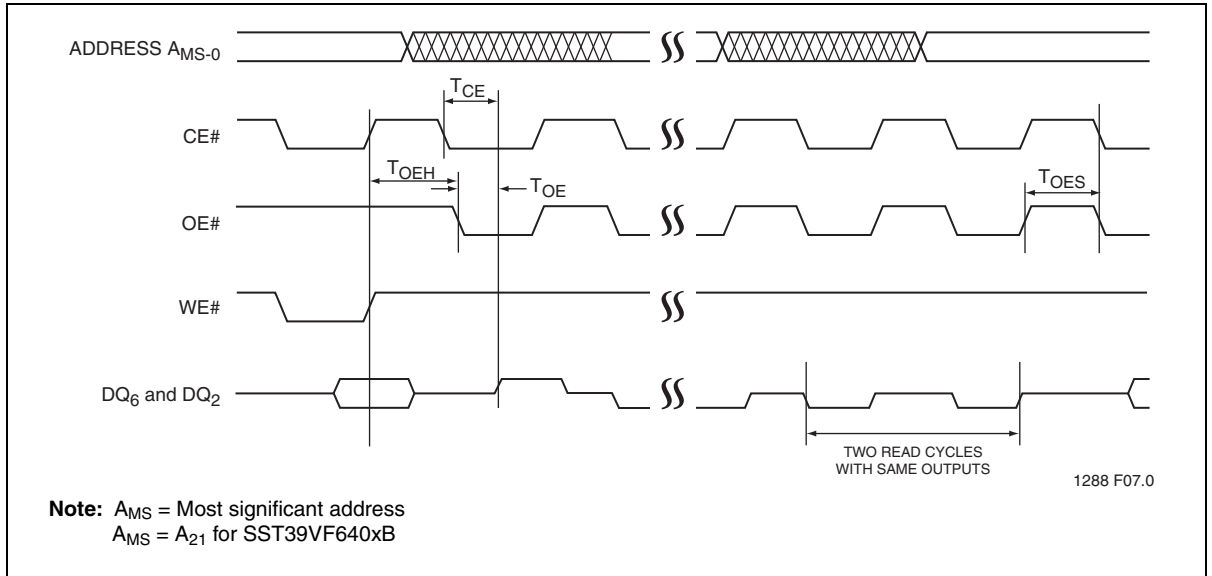 ADDRESS AMS-0
TCE
CE#
TOEH
TOE
TOES
OE#
WE#
DQ6 and DQ2
TWO READ CYCLES
WITH SAME OUTPUTS
1288 F07.0
Note: AMS = Most significant address
AMS = A21 for SST39VF640xB